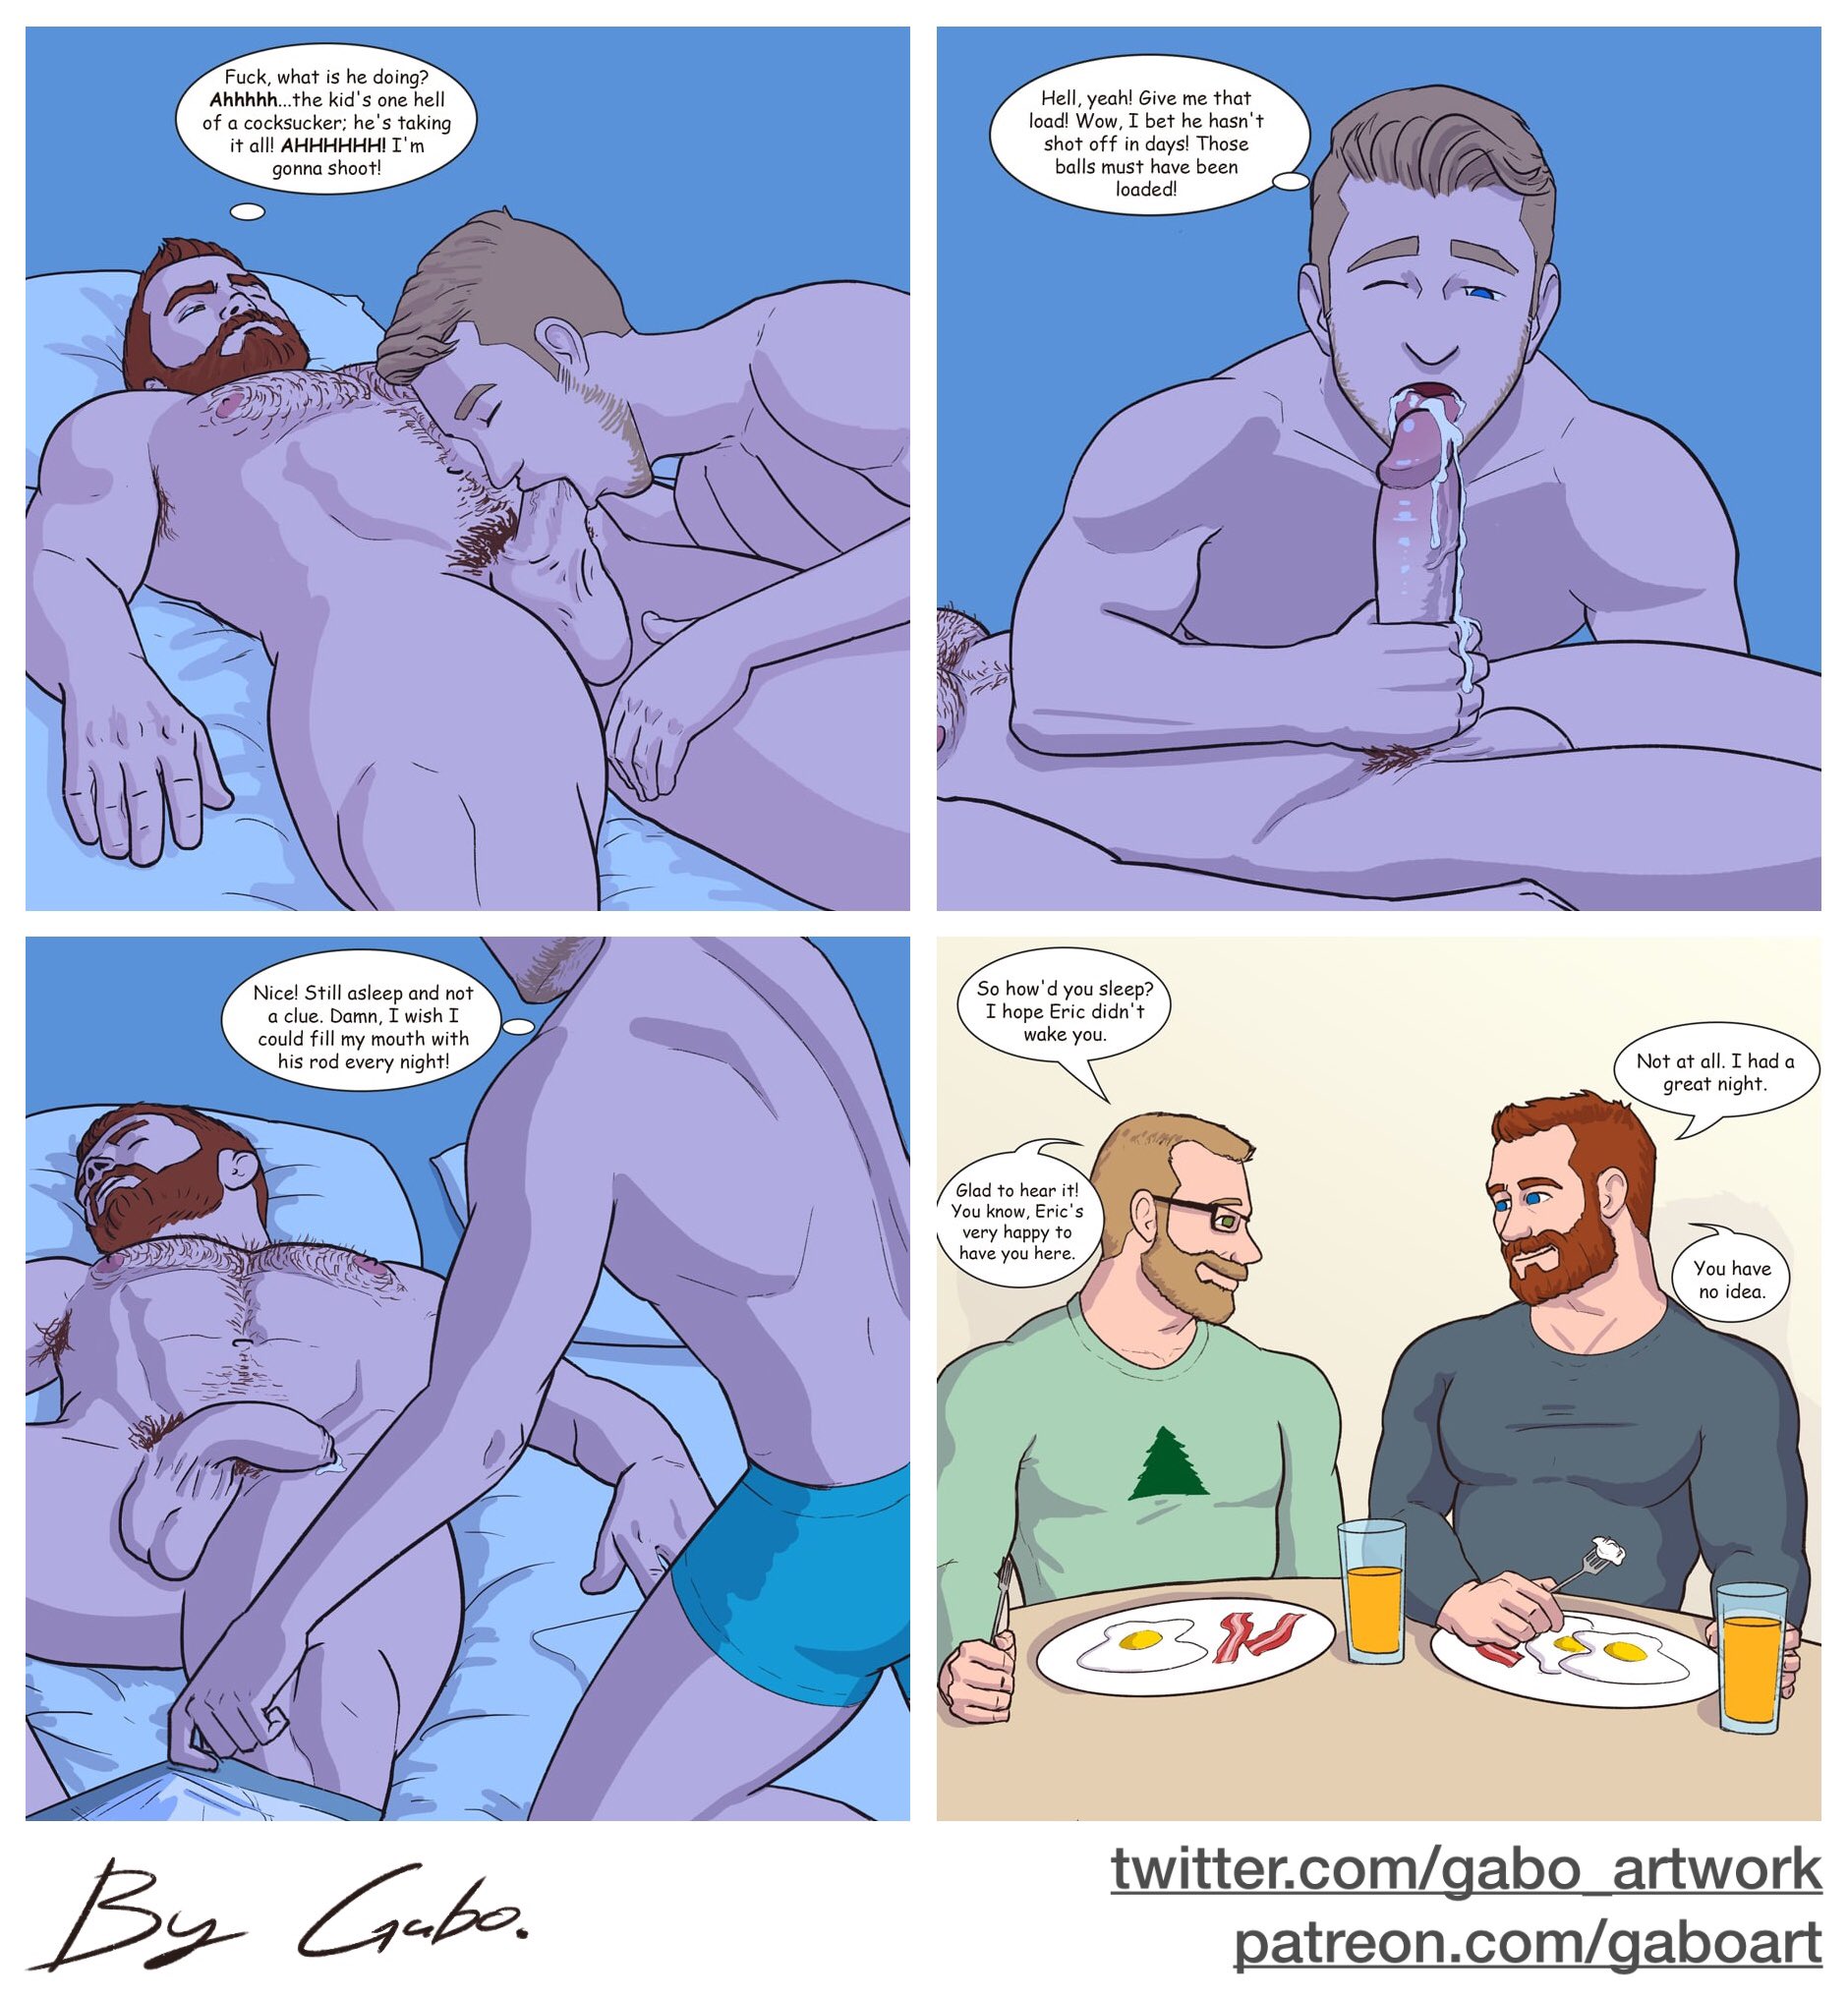 Fuck, what is he doing?
Ahhhhh...the kid's one hell
of a cocksucker; he's taking
it all! AHHHHHH! I'm
gonna shoot!
Hell, yeah! Give me that
load! Wow, I bet he hasn't
shot off in days! Those
balls must have been
loaded!
Nice! Still asleep and not
a clue. Damn, I wish I
could fill my mouth with
his rod every night!
So how'd you sleep?
I hope Eric didn't
wake you.
Not at all. I had a
great night.
Glad to hear it!
You know, Eric's
very happy to
have you here.
You have
no idea.
By Gabo.
twitter.com/gabo_artwork
patreon.com/gaboart